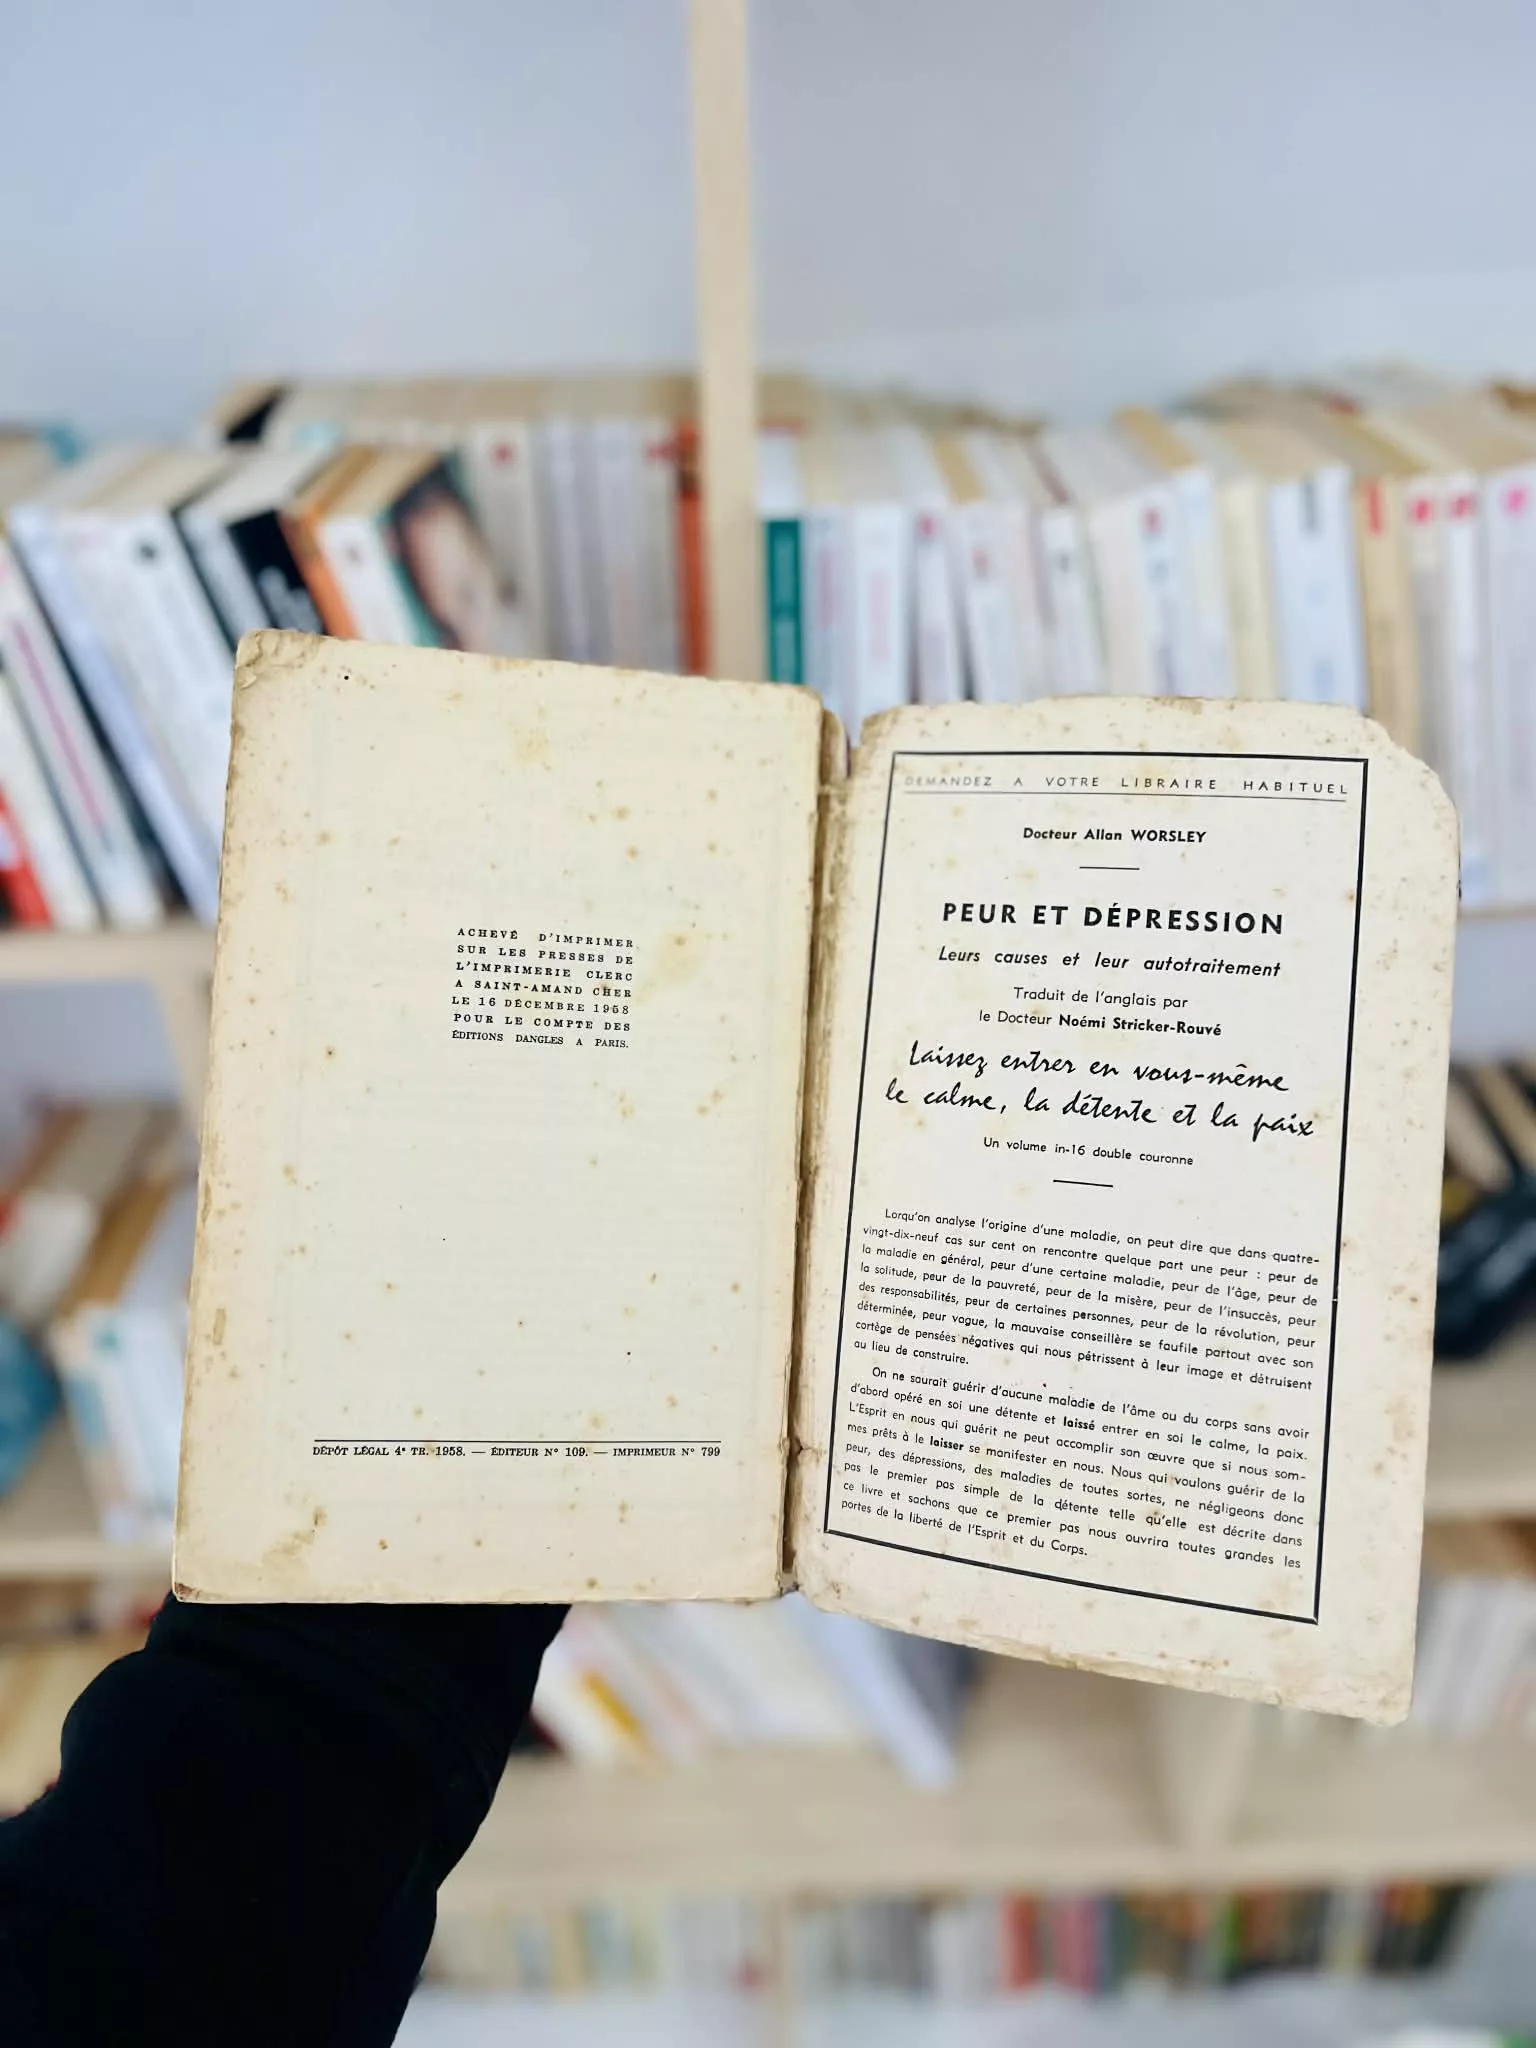 ACHEVÉ D'IMPRIMER
SUR LES PRESSES DE
L'IMPRIMERIE CLERC
A SAINT-AMAND CHER
LE 16 DÉCEMBRE 1958
POUR LE COMPTE DES
ÉDITIONS DANGLES A PARIS.
DÉPÔT LÉGAL 4e TR. 1958. — ÉDITEUR N° 109. — IMPRIMEUR N° 799
DEMANDEZ A VOTRE LIBRAIRE HABITUEL
Docteur Allan WORSLEY
PEUR ET DÉPRESSION
Leurs causes et leur autotraitement
Traduit de l'anglais par
le Docteur Noémi Stricker-Rouvé
Laissez entrer en vous-même
le calme, la détente et la paix
Un volume in-16 double couronne
Lorqu'on analyse l'origine d'une maladie, on peut dire que dans quatre-
vingt-dix-neuf cas sur cent on rencontre quelque part une peur : peur de
la maladie en général, peur d'une certaine maladie, peur de l'âge, peur de
la solitude, peur de la pauvreté, peur de la misère, peur de l'insuccès, peur
des responsabilités, peur de certaines personnes, peur de la révolution, peur
déterminée, peur vague, la mauvaise conseillère se faufile partout avec son
cortège de pensées négatives qui nous pétrissent à leur image et détruisent
au lieu de construire.
On ne saurait guérir d'aucune maladie de l'âme ou du corps sans avoir
d'abord opéré en soi une détente et laissé entrer en soi le calme, la paix.
L'Esprit en nous qui guérit ne peut accomplir son œuvre que si nous som-
mes prêts à le laisser se manifester en nous. Nous qui voulons guérir de la
peur, des dépressions, des maladies de toutes sortes, ne négligeons donc
pas le premier pas simple de la détente telle qu'elle est décrite dans
ce livre et sachons que ce premier pas nous ouvrira toutes grandes les
portes de la liberté de l'Esprit et du Corps.